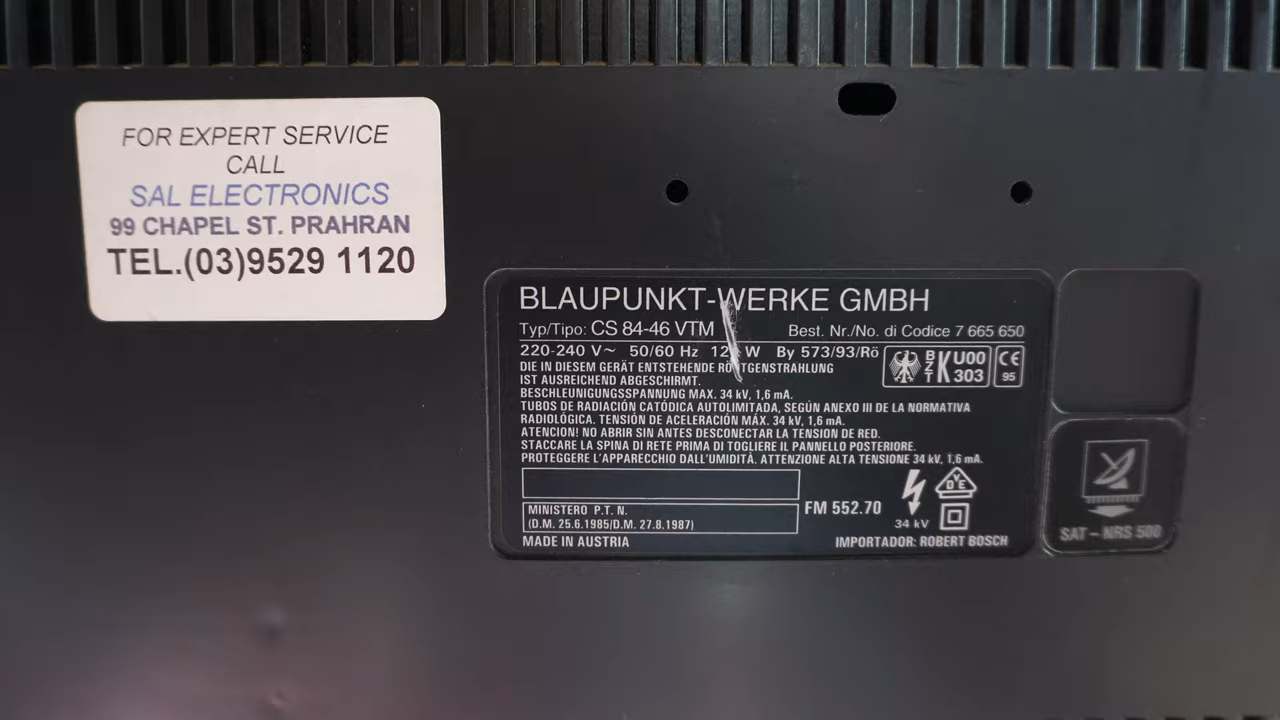 FOR EXPERT SERVICE
CALL
SAL ELECTRONICS
99 CHAPEL ST. PRAHRAN
TEL.(03)9529 1120
BLAUPUNKT-WERKE GMBH
Typ/Tipo: CS 84-46 VTM Best. Nr./No. di Codice 7 665 650
220-240 V~ 50/60 Hz W By 573/93/Rö
BZT K U00 303 CE 95
DIE IN DIESEM GERÄT ENTSTEHENDE RÖNTGENSTRAHLUNG
IST AUSREICHEND ABGESCHIRMT.
BESCHLEUNIGUNGSSPANNUNG MAX. 34 kV, 1,6 mA.
TUBOS DE RADIACIÓN CATÓDICA AUTOLIMITADA, SEGÚN ANEXO III DE LA NORMATIVA
RADIOLÓGICA. TENSIÓN DE ACELERACIÓN MÁX. 34 kV, 1,6 mA.
ATENCION! NO ABRIR SIN ANTES DESCONECTAR LA TENSION DE RED.
STACCARE LA SPINA DI RETE PRIMA DI TOGLIERE IL PANNELLO POSTERIORE.
PROTEGGERE L'APPARECCHIO DALL'UMIDITÀ. ATTENZIONE ALTA TENSIONE 34 kV, 1,6 mA.
MINISTERO P.T. N.
(D.M. 25.6.1985/D.M. 27.8.1987)
FM 552.70
34 kV
VDE
MADE IN AUSTRIA
IMPORTADOR: ROBERT BOSCH
SAT - NRS 500